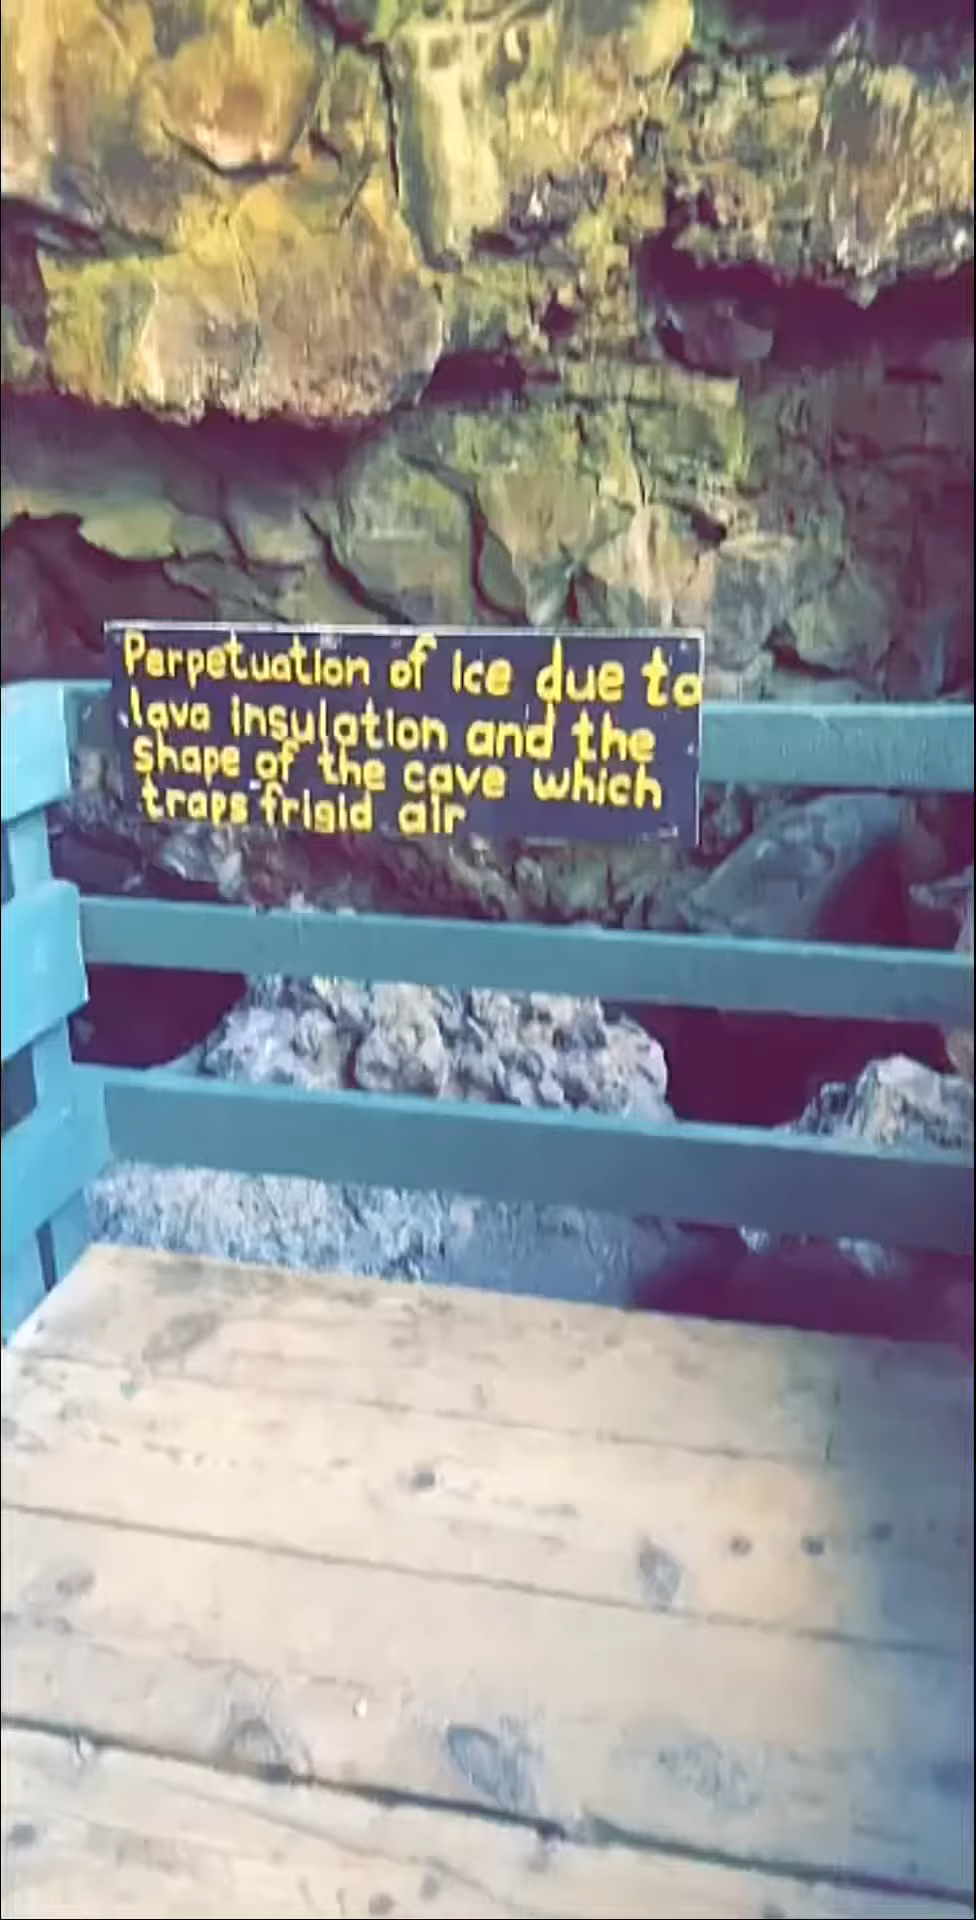 Perpetuation of ice due to
lava insulation and the
shape of the cave which
traps frigid air